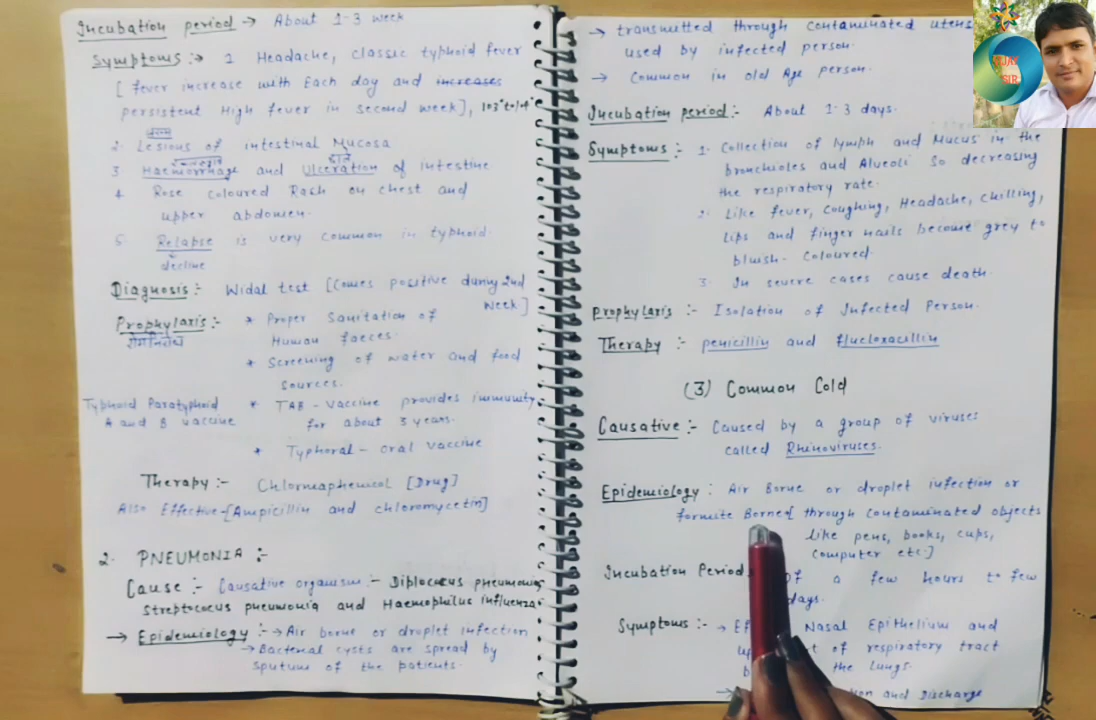 Incubation period → About 1-3 week
Symptoms :- 1. Headache, classic typhoid fever
[ fever increase with Each day and increases
persistent High fever in second week], 103° to 104°
2. Lesions of intestinal Mucosa
रक्तस्त्राव
3 Haemorrhage and Ulceration of intestine
4 Rose coloured Rash on chest and
upper abdomen.
5. Relapse is very common in typhoid.
decline
Diagnosis :- Widal test [Comes positive during 2nd
Week]
Prophylaxis :- * Proper Sanitation of
रोगनिरोध
Human faeces.
* Screening of water and food
sources.
Typhoid Paratyphoid
A and B vaccine
* TAB - Vaccine provides immunity
for about 3 years.
* Typhoral - oral vaccine
Therapy :- Chlormaphenicol [Drug]
Also Effective - [Ampicillin and chloromycetin]
2. PNEUMONIA :-
Cause :- Causative organism :- Diplococus pneumonia,
Streptococus pneumonia and Haemophilus influenza.
→ Epidemiology :- → Air borne or droplet infection
→ Bacterial cysts are spread by
sputum of the patients.
→ transmitted through contaminated utens
used by infected person.
→ Common in old Age person.
Incubation period :- About 1-3 days.
Symptoms :- 1. Collection of lymph and Mucus in the
bronchioles and Alveoli so decreasing
the respiratory rate.
2. Like fever, coughing, Headache, chilling,
lips and finger nails become grey to
bluish - coloured.
3. In severe cases cause death.
Prophylaxis :- Isolation of Infected Person.
Therapy :- penicillin and flucloxacillin
(3) Common Cold
Causative :- Caused by a group of viruses
called Rhinoviruses.
Epidemiology : Air Borne or droplet infection or
formite Borne [ through contaminated objects
like pens, books, cups,
computer etc.]
Incubation Period: Of a few hours to few
days.
Symptoms :- → Nasal Epithelium and
of respiratory tract
the lungs.
→ and Discharge
SIR